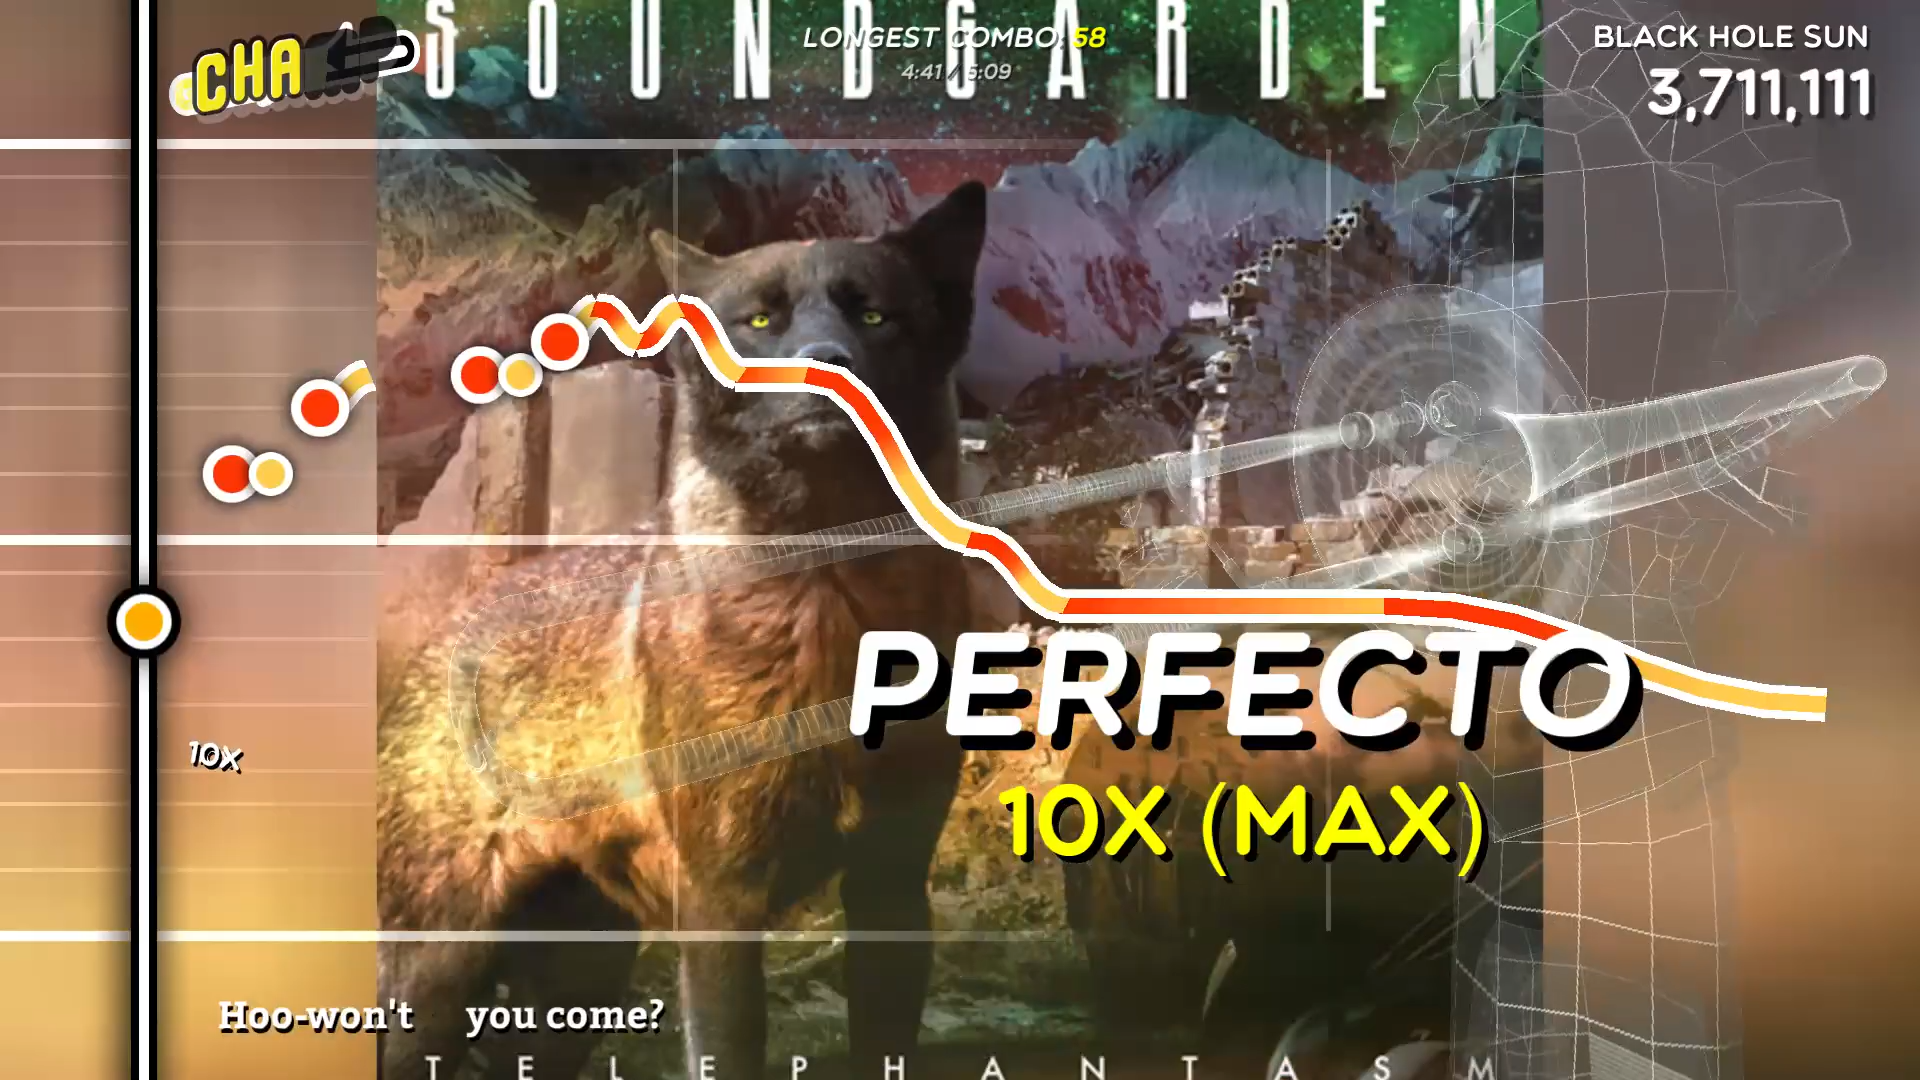 CHA
SOUNDGARDEN
LONGEST COMBO: 58
4:41 / 5:09
BLACK HOLE SUN
3,711,111
PERFECTO
10X (MAX)
10X
Hoo-won't you come?
TELEPHANTASM